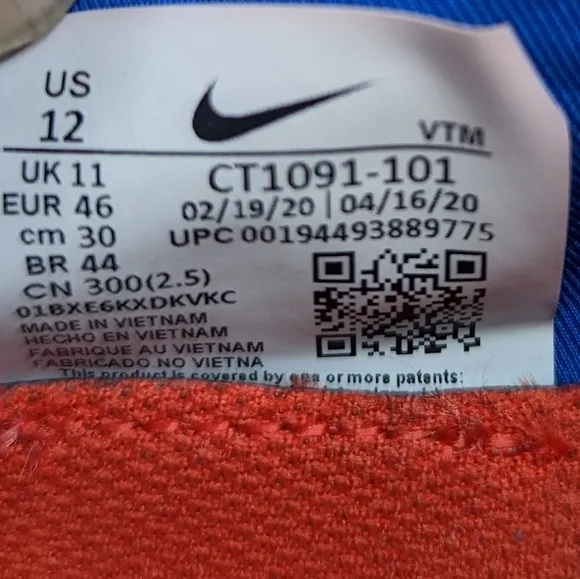 US
12
VTM
UK 11
EUR 46
cm 30
BR 44
CN 300(2.5)
01BXE6KXDKVKC
MADE IN VIETNAM
HECHO EN VIETNAM
FABRIQUE AU VIETNAM
FABRICADO NO VIETNA
CT1091-101
02/19/20 | 04/16/20
UPC 00194493889775
This product is covered by one or more patents: